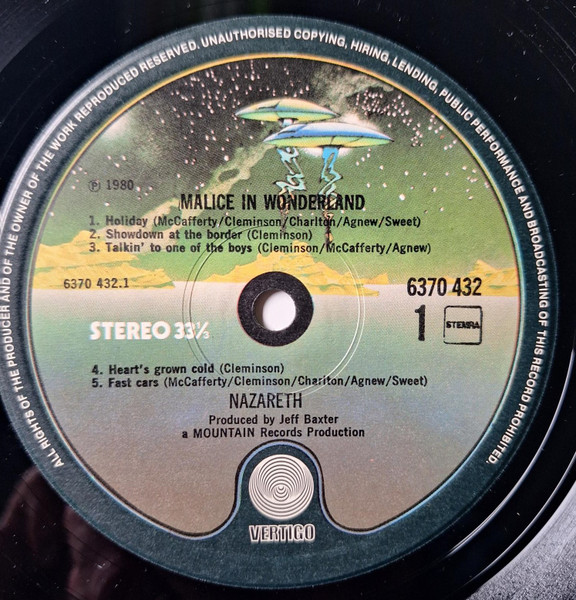 ALL RIGHTS OF THE PRODUCER AND OF THE OWNER OF THE WORK REPRODUCED RESERVED. UNAUTHORISED COPYING, HIRING, LENDING, PUBLIC PERFORMANCE AND BROADCASTING OF THIS RECORD PROHIBITED.
℗ 1980
MALICE IN WONDERLAND
1. Holiday (McCafferty/Cleminson/Charlton/Agnew/Sweet)
2. Showdown at the border (Cleminson)
3. Talkin' to one of the boys (Cleminson/McCafferty/Agnew)
6370 432.1
6370 432
STEREO 33⅓
1
STEMRA
4. Heart's grown cold (Cleminson)
5. Fast cars (McCafferty/Cleminson/Charlton/Agnew/Sweet)
NAZARETH
Produced by Jeff Baxter
a MOUNTAIN Records Production
VERTIGO